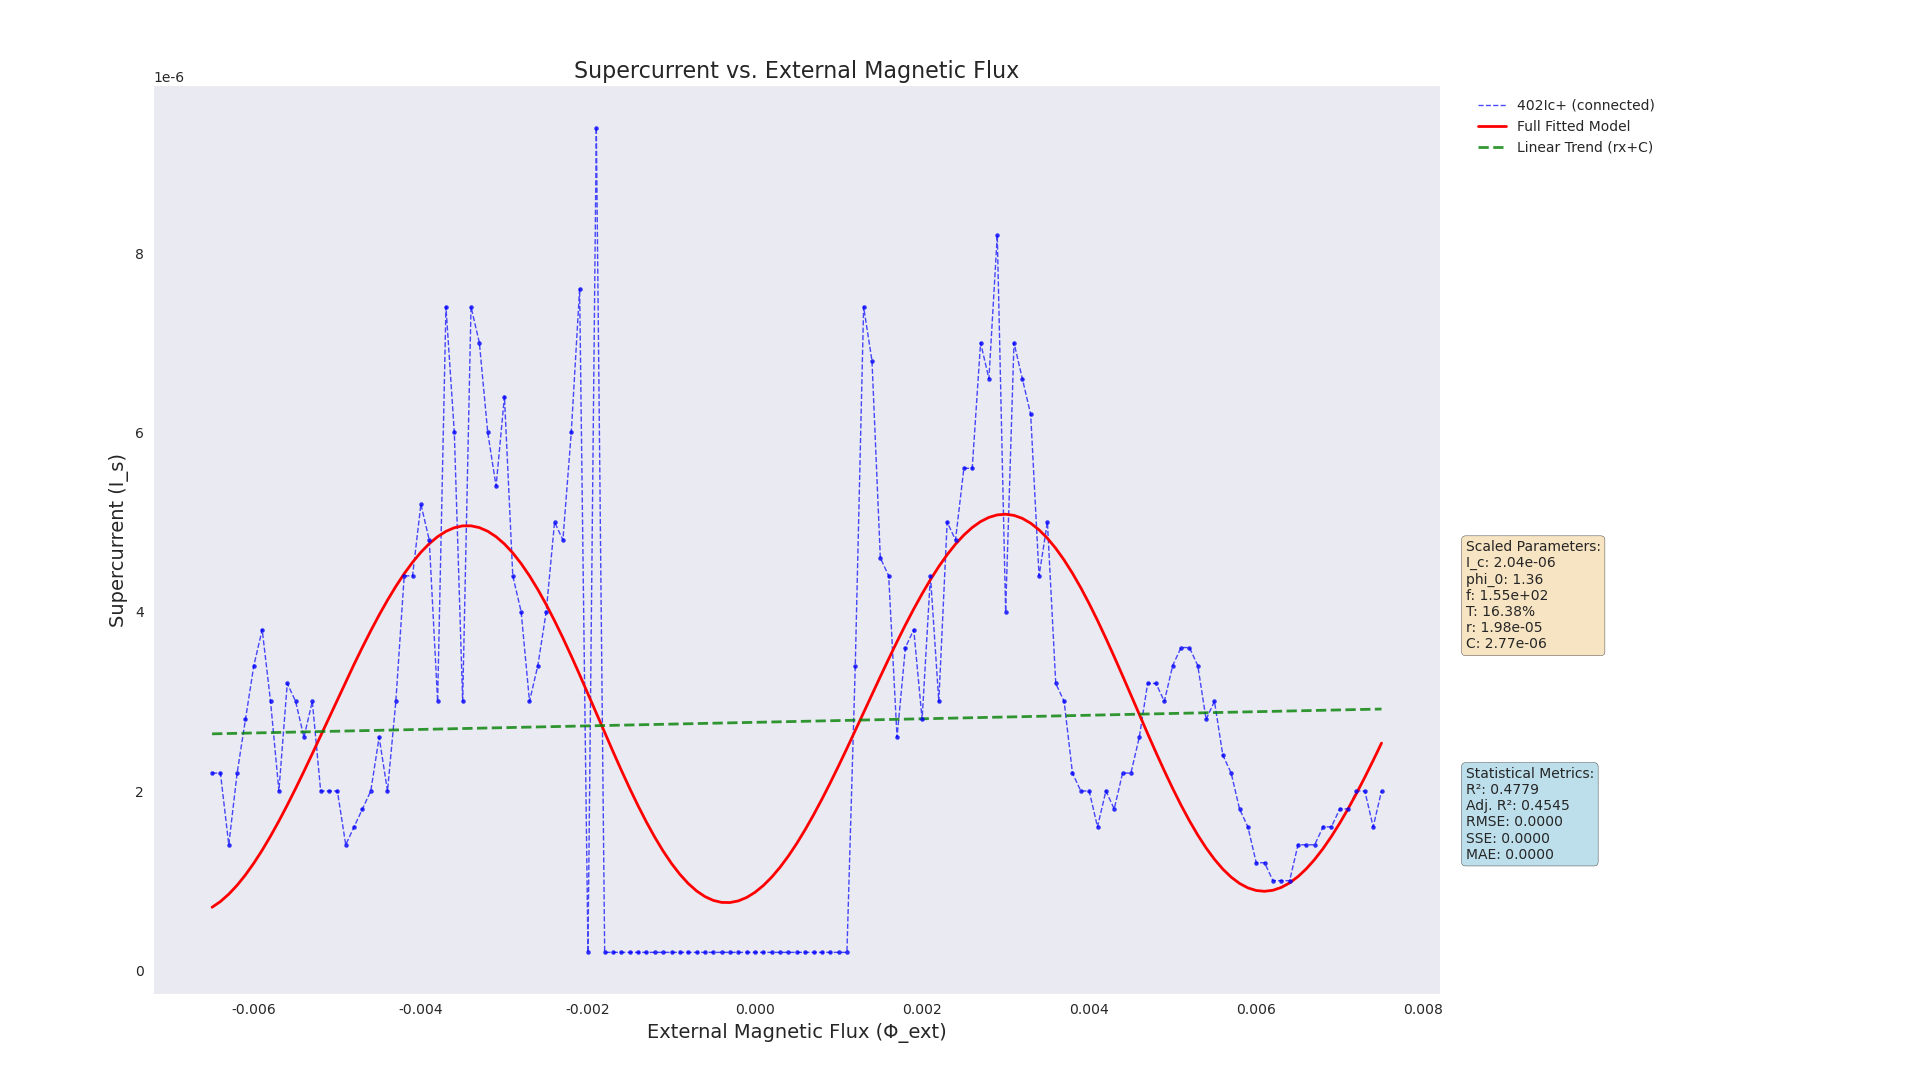 Supercurrent vs. External Magnetic Flux
1e-6
8
6
4
2
0
Supercurrent (I_s)
-0.006
-0.004
-0.002
0.000
0.002
0.004
0.006
0.008
External Magnetic Flux (Φ_ext)
402Ic+ (connected)
Full Fitted Model
Linear Trend (rx+C)
Scaled Parameters:
I_c: 2.04e-06
phi_0: 1.36
f: 1.55e+02
T: 16.38%
r: 1.98e-05
C: 2.77e-06
Statistical Metrics:
R²: 0.4779
Adj. R²: 0.4545
RMSE: 0.0000
SSE: 0.0000
MAE: 0.0000